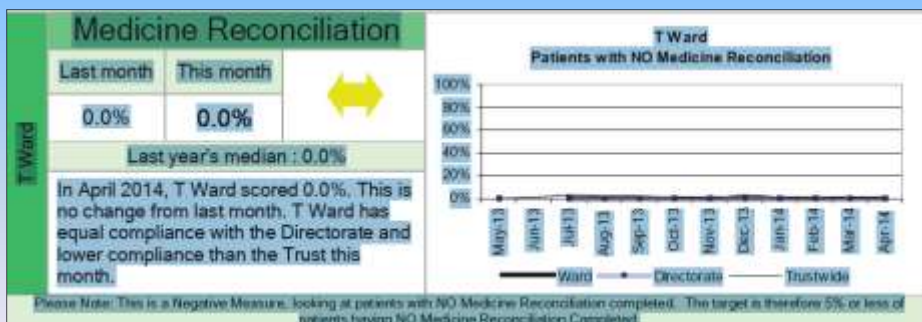 T Ward
Medicine Reconciliation
Last month
This month
0.0%
0.0%
Last year's median : 0.0%
In April 2014, T Ward scored 0.0%. This is
no change from last month. T Ward has
equal compliance with the Directorate and
lower compliance than the Trust this
month.
T Ward
Patients with NO Medicine Reconciliation
100%
80%
60%
40%
20%
0%
May-13
Jun-13
Jul-13
Aug-13
Sep-13
Oct-13
Nov-13
Dec-13
Jan-14
Feb-14
Mar-14
Apr-14
Ward
Directorate
Trustwide
Please Note: This is a Negative Measure, looking at patients with NO Medicine Reconciliation completed. The target is therefore 5% or less of
patients having NO Medicine Reconciliation Completed